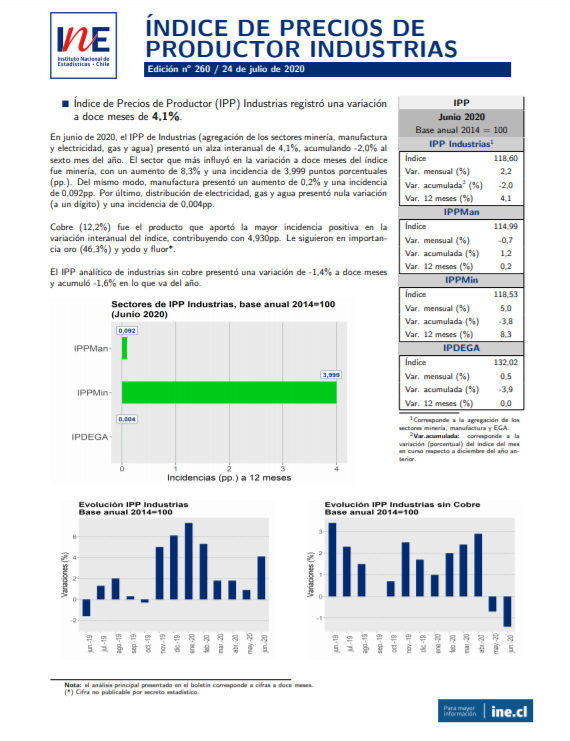 INE
Instituto Nacional de
Estadísticas - Chile
ÍNDICE DE PRECIOS DE
PRODUCTOR INDUSTRIAS
Edición nº 260 / 24 de julio de 2020
Índice de Precios de Productor (IPP) Industrias registró una variación
a doce meses de 4,1%.
En junio de 2020, el IPP de Industrias (agregación de los sectores minería, manufactura
y electricidad, gas y agua) presentó un alza interanual de 4,1%, acumulando -2,0% al
sexto mes del año. El sector que más influyó en la variación a doce meses del índice
fue minería, con un aumento de 8,3% y una incidencia de 3,999 puntos porcentuales
(pp.). Del mismo modo, manufactura presentó un aumento de 0,2% y una incidencia
de 0,092pp. Por último, distribución de electricidad, gas y agua presentó nula variación
(a un dígito) y una incidencia de 0,004pp.
Cobre (12,2%) fue el producto que aportó la mayor incidencia positiva en la
variación interanual del índice, contribuyendo con 4,930pp. Le siguieron en importan-
cia oro (46,3%) y yodo y fluor*.
El IPP analítico de industrias sin cobre presentó una variación de -1,4% a doce meses
y acumuló -1,6% en lo que va del año.
IPP
Junio 2020
Base anual 2014 = 100
IPP Industrias¹
Índice 118,60
Var. mensual (%) 2,2
Var. acumulada² (%) -2,0
Var. 12 meses (%) 4,1
IPPMan
Índice 114,99
Var. mensual (%) -0,7
Var. acumulada (%) 1,2
Var. 12 meses (%) 0,2
IPPMin
Índice 118,53
Var. mensual (%) 5,0
Var. acumulada (%) -3,8
Var. 12 meses (%) 8,3
IPDEGA
Índice 132,02
Var. mensual (%) 0,5
Var. acumulada (%) -3,9
Var. 12 meses (%) 0,0
¹Corresponde a la agregación de los
sectores minería, manufactura y EGA.
²Var.acumulada: corresponde a la
variación (porcentual) del índice del mes
en curso respecto a diciembre del año an-
terior.
Sectores de IPP Industrias, base anual 2014=100
(Junio 2020)
0,092
IPPMan
3,999
IPPMin
0,004
IPDEGA
0 1 2 3 4
Incidencias (pp.) a 12 meses
Evolución IPP Industrias
Base anual 2014=100
Variaciones (%)
6
4
2
0
-2
jun.-19 jul.-19 ago.-19 sep.-19 oct.-19 nov.-19 dic.-19 ene.-20 feb.-20 mar.-20 abr.-20 may.-20 jun.-20
Evolución IPP Industrias sin Cobre
Base anual 2014=100
Variaciones (%)
3
2
1
0
-1
jun.-19 jul.-19 ago.-19 sep.-19 oct.-19 nov.-19 dic.-19 ene.-20 feb.-20 mar.-20 abr.-20 may.-20 jun.-20
Nota: el análisis principal presentado en el boletín corresponde a cifras a doce meses.
(*) Cifra no publicable por secreto estadístico.
Para mayor
información
ine.cl